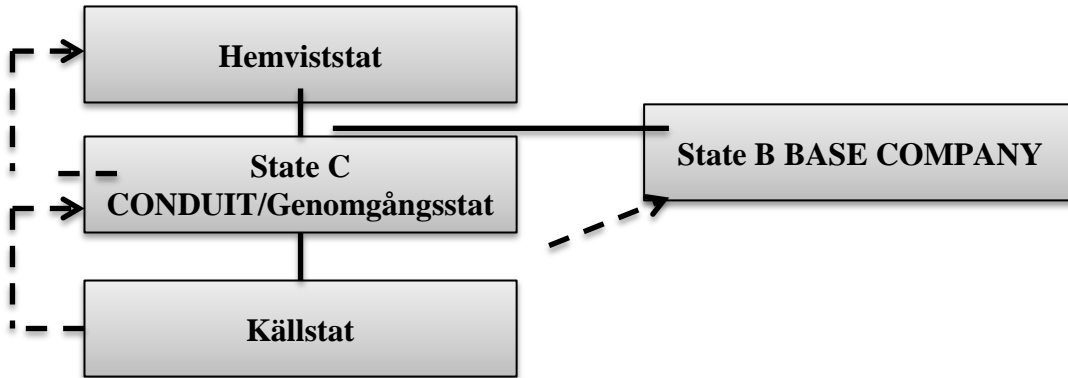 Hemviststat
State C
CONDUIT/Genomgångsstat
State B BASE COMPANY
Källstat